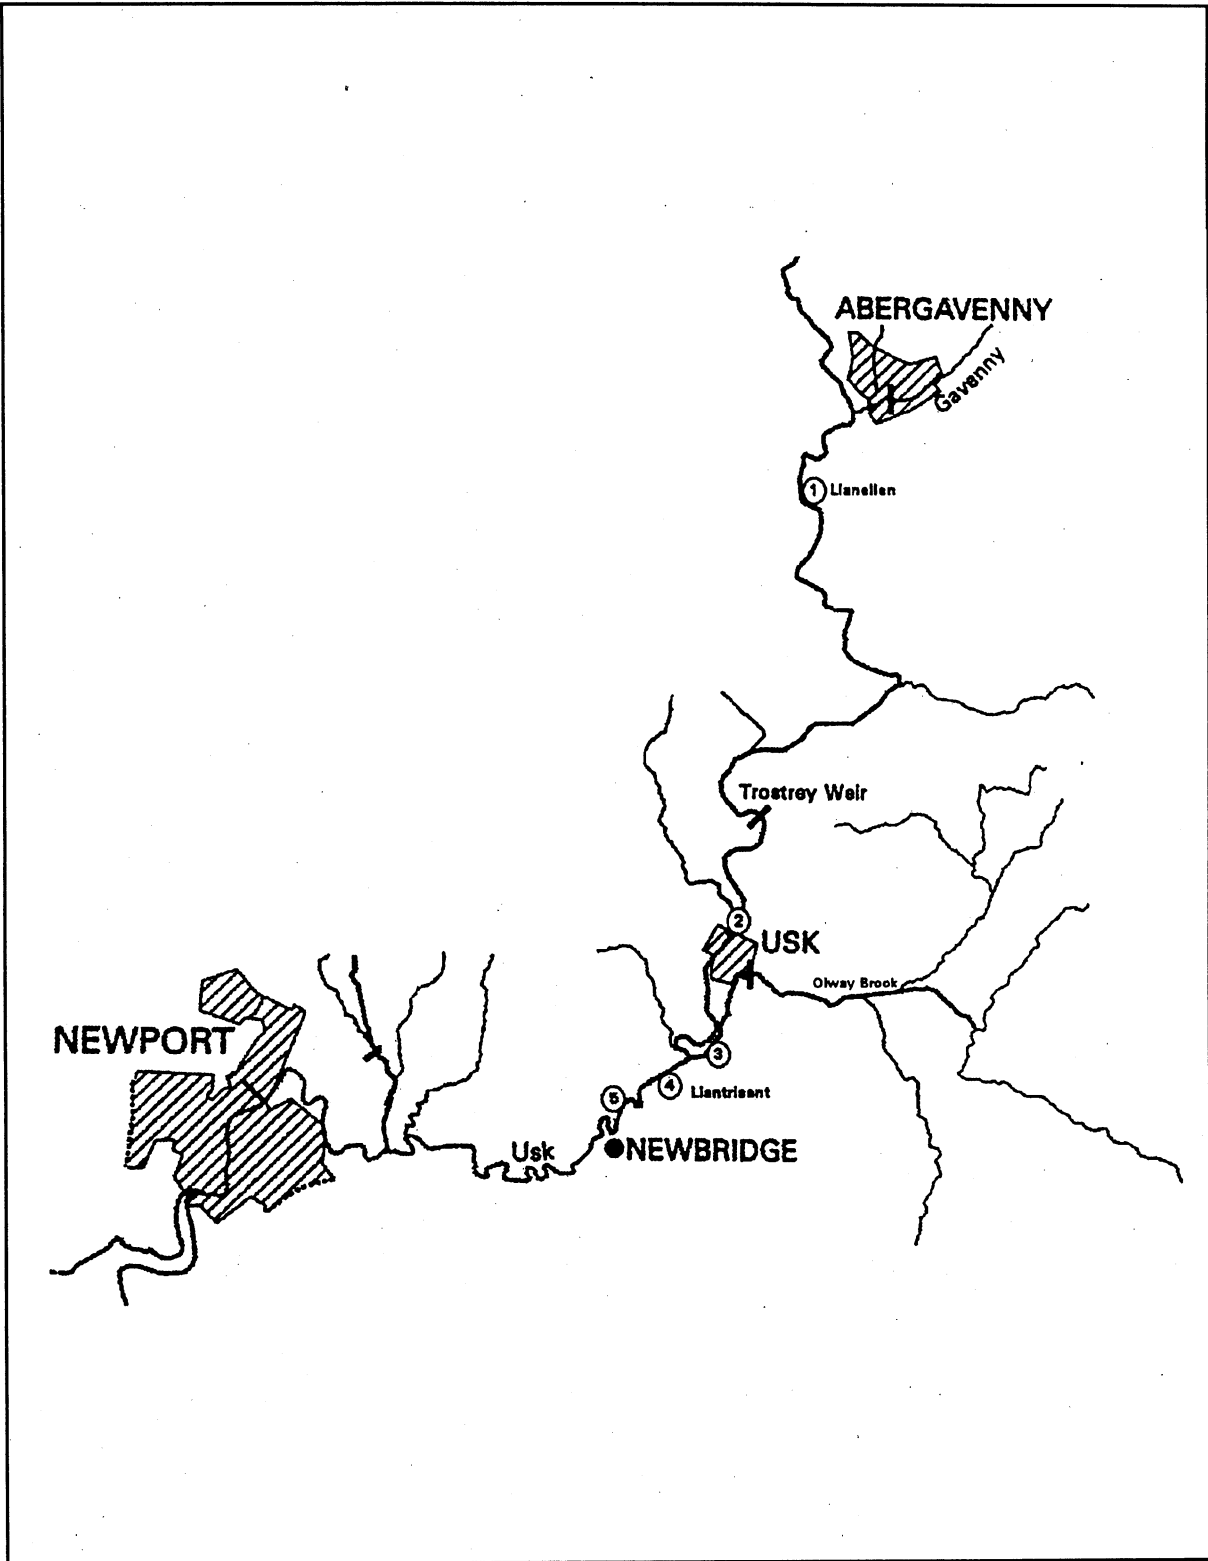 ABERGAVENNY
Gavenny
1 Llanellen
Trostrey Weir
2
USK
Olway Brook
NEWPORT
3
4 Llantrisant
5
Usk
NEWBRIDGE